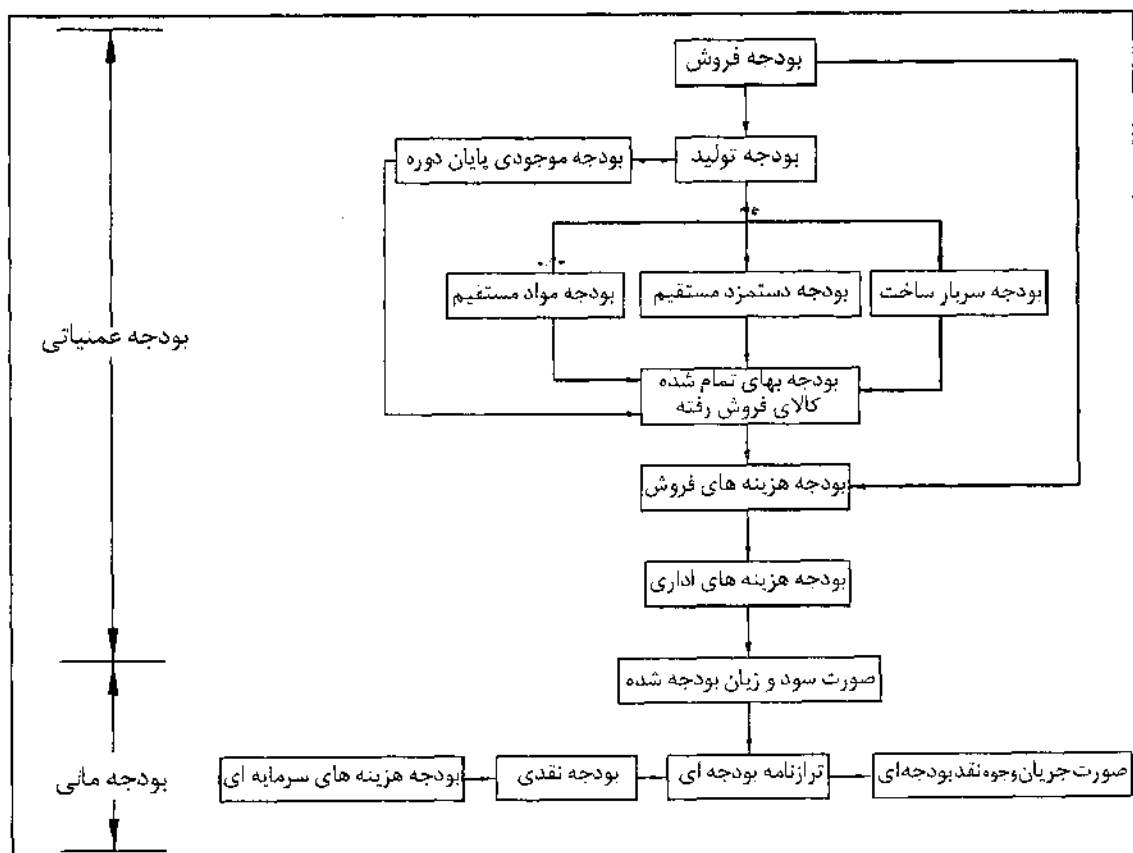 بودجه فروش
بودجه تولید
بودجه موجودی پایان دوره
بودجه سربار ساخت
بودجه دستمزد مستقیم
بودجه مواد مستقیم
بودجه عمنیاتی
بودجه بهای تمام شده
کالای فروش رفته
بودجه هزینه های فروش
بودجه هزینه های اداری
صورت سود و زیان بودجه شده
صورت جریان وجوه نقد بودجه ای
ترازنامه بودجه ای
بودجه نقدی
بودجه هزینه های سرمایه ای
بودجه مانی